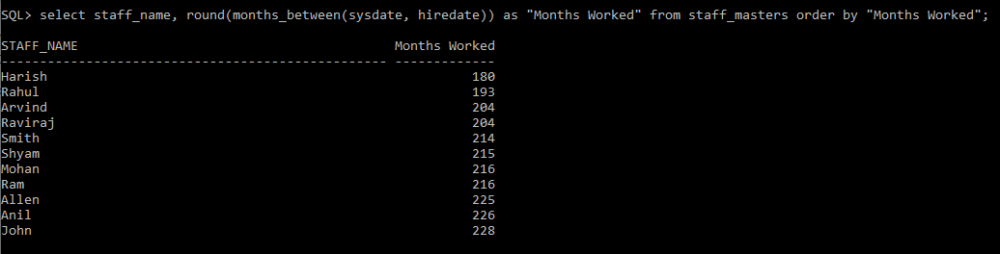 SQL> select staff_name, round(months_between(sysdate, hiredate)) as "Months Worked" from staff_masters order by "Months Worked";
STAFF_NAME                                         Months Worked
-------------------------------------------------- -------------
Harish                                                       180
Rahul                                                        193
Arvind                                                       204
Raviraj                                                      204
Smith                                                        214
Shyam                                                        215
Mohan                                                        216
Ram                                                          216
Allen                                                        225
Anil                                                         226
John                                                         228